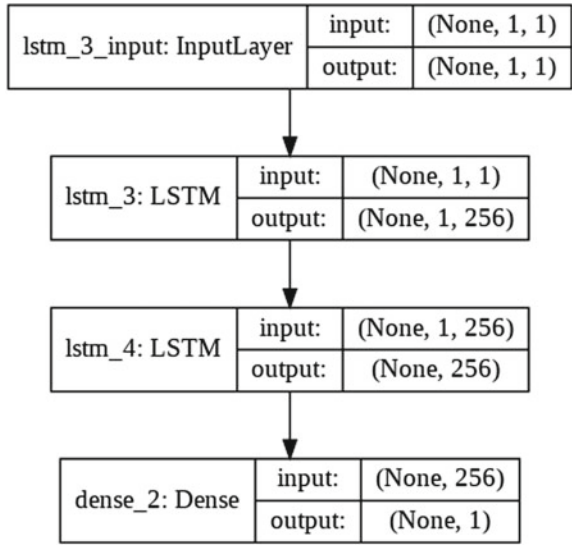 lstm_3_input: InputLayer
input: (None, 1, 1)
output: (None, 1, 1)
lstm_3: LSTM
input: (None, 1, 1)
output: (None, 1, 256)
lstm_4: LSTM
input: (None, 1, 256)
output: (None, 256)
dense_2: Dense
input: (None, 256)
output: (None, 1)